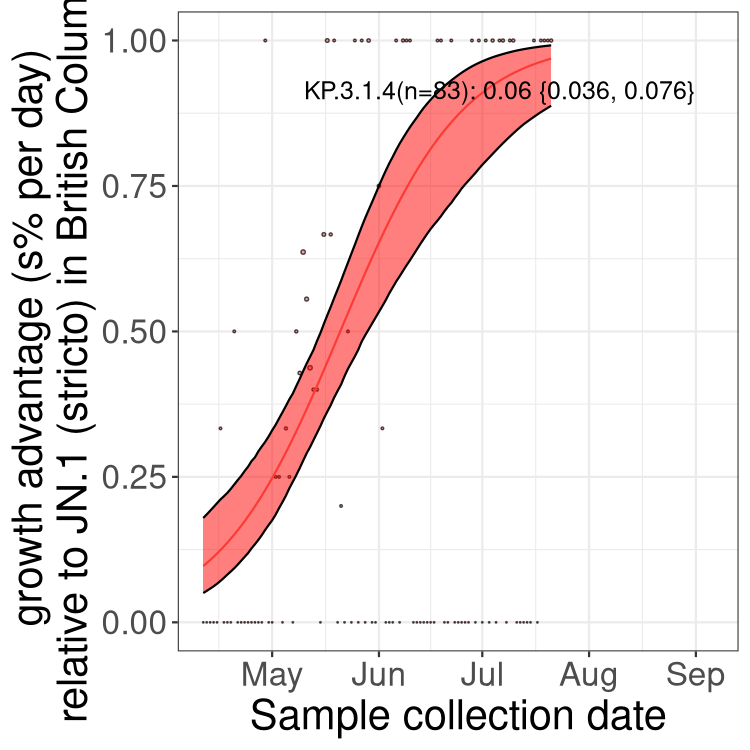 growth advantage (s% per day)
relative to JN.1 (stricto) in British Colum
1.00
0.75
0.50
0.25
0.00
KP.3.1.4(n=83): 0.06 {0.036, 0.076}
May Jun Jul Aug Sep
Sample collection date